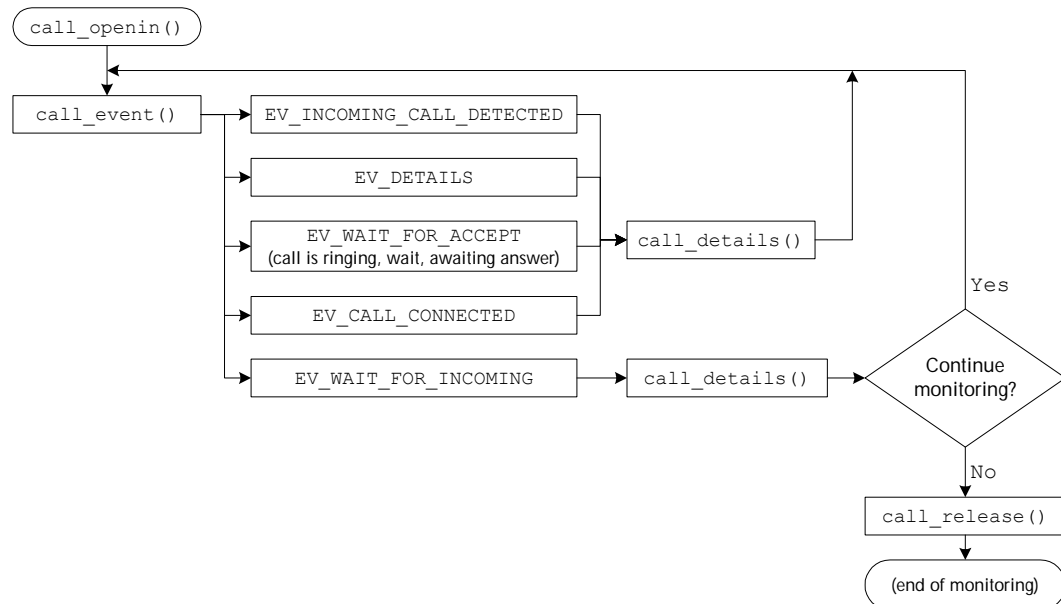 call_openin()
call_event()
EV_INCOMING_CALL_DETECTED
EV_DETAILS
EV_WAIT_FOR_ACCEPT
(call is ringing, wait, awaiting answer)
call_details()
EV_CALL_CONNECTED
Yes
EV_WAIT_FOR_INCOMING
call_details()
Continue
monitoring?
No
call_release()
(end of monitoring)